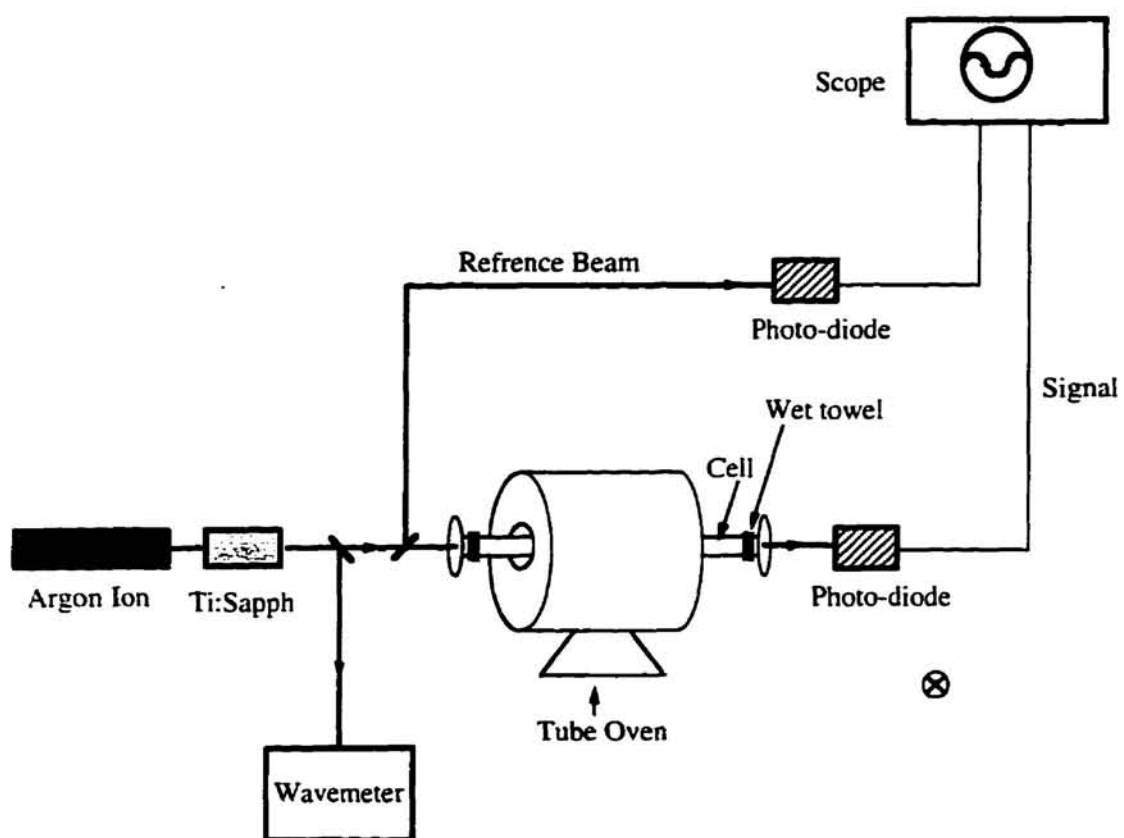 Scope
Refrence Beam
Photo-diode
Signal
Wet towel
Cell
Argon Ion
Ti:Sapph
Photo-diode
Tube Oven
Wavemeter